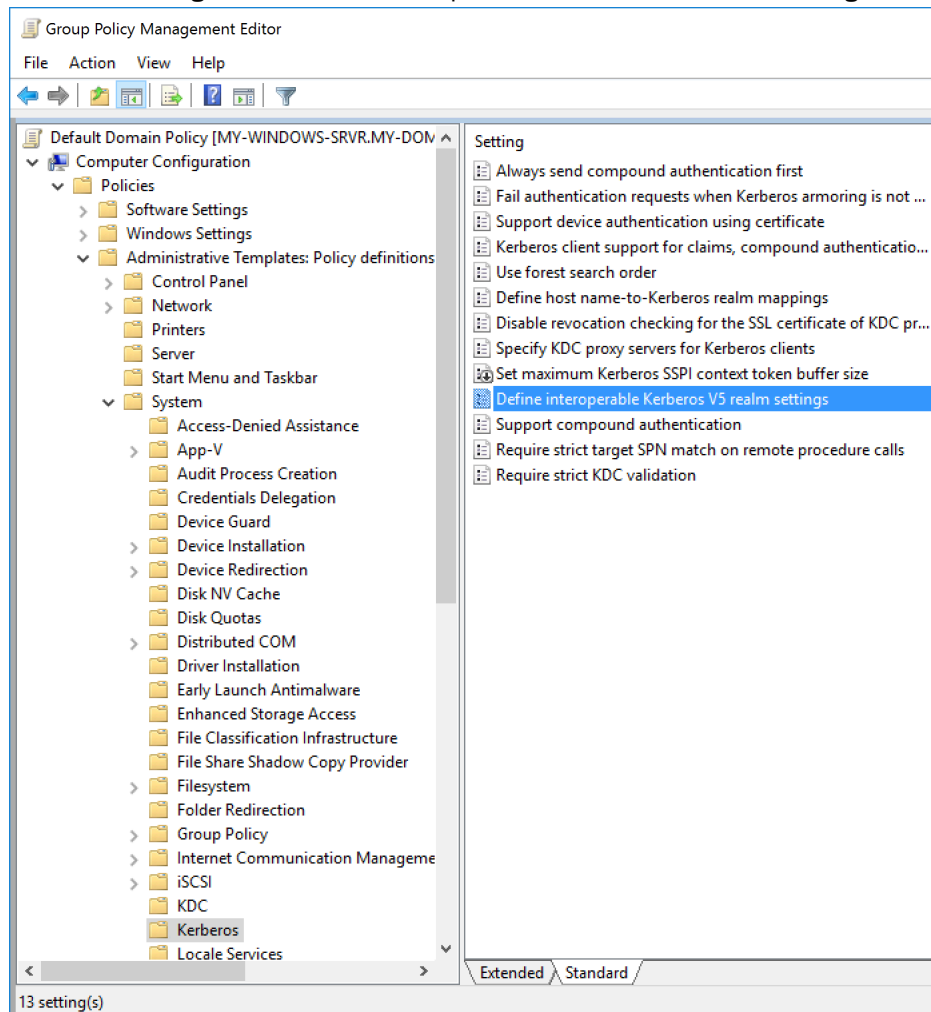 Group Policy Management Editor
File Action View Help
Default Domain Policy [MY-WINDOWS-SRVR.MY-DOM
Computer Configuration
Policies
Software Settings
Windows Settings
Administrative Templates: Policy definitions
Control Panel
Network
Printers
Server
Start Menu and Taskbar
System
Access-Denied Assistance
App-V
Audit Process Creation
Credentials Delegation
Device Guard
Device Installation
Device Redirection
Disk NV Cache
Disk Quotas
Distributed COM
Driver Installation
Early Launch Antimalware
Enhanced Storage Access
File Classification Infrastructure
File Share Shadow Copy Provider
Filesystem
Folder Redirection
Group Policy
Internet Communication Manageme
iSCSI
KDC
Kerberos
Locale Services
Setting
Always send compound authentication first
Fail authentication requests when Kerberos armoring is not ...
Support device authentication using certificate
Kerberos client support for claims, compound authenticatio...
Use forest search order
Define host name-to-Kerberos realm mappings
Disable revocation checking for the SSL certificate of KDC pr...
Specify KDC proxy servers for Kerberos clients
Set maximum Kerberos SSPI context token buffer size
Define interoperable Kerberos V5 realm settings
Support compound authentication
Require strict target SPN match on remote procedure calls
Require strict KDC validation
Extended Standard
13 setting(s)